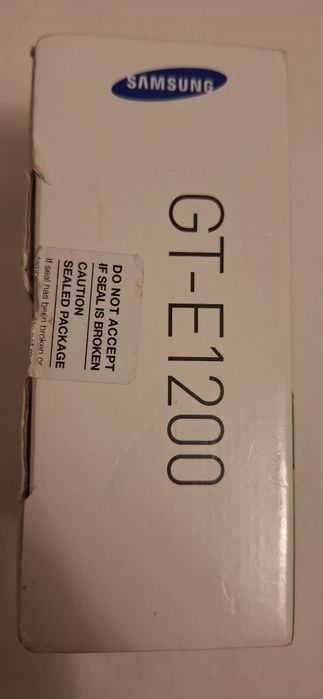 SAMSUNG
GT-E1200
DO NOT ACCEPT
IF SEAL IS BROKEN
CAUTION
SEALED PACKAGE
If seal has been broken or